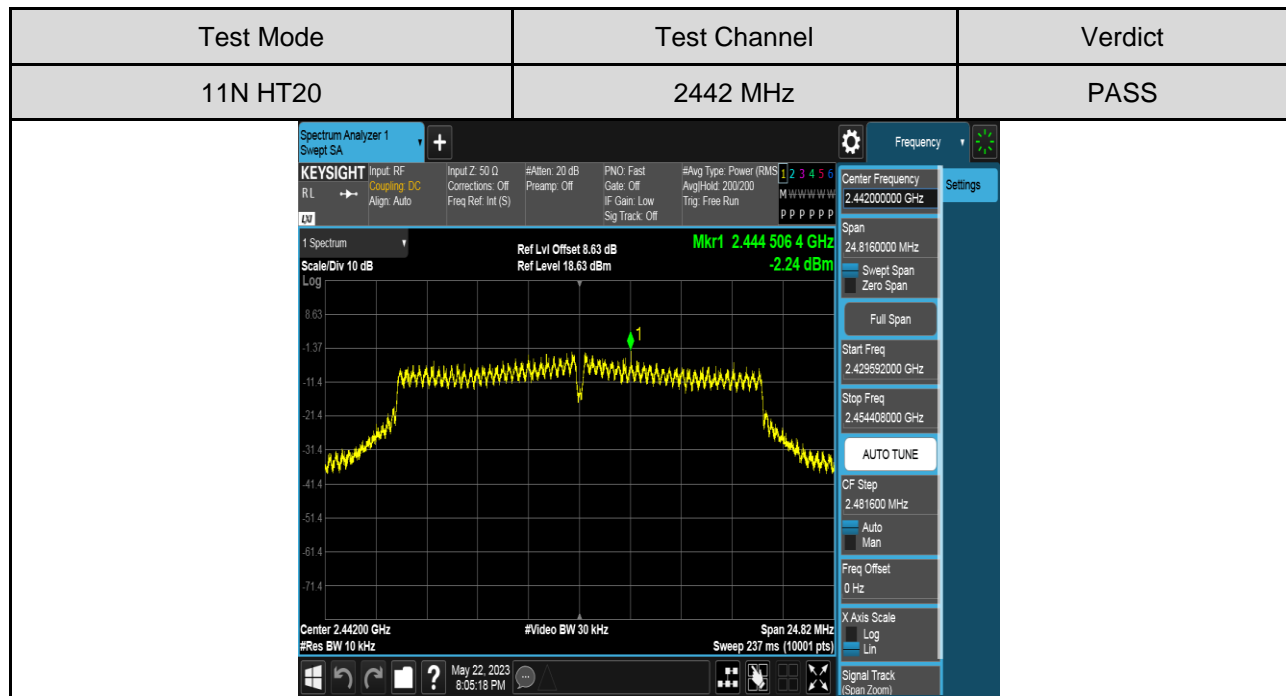 Test Mode Test Channel Verdict
11N HT20 2442 MHz PASS
Spectrum Analyzer 1
Swept SA
+
Frequency
KEYSIGHT Input: RF Input Z: 50 Ω #Atten: 20 dB PNO: Fast #Avg Type: Power (RMS 1 2 3 4 5 6
R L Coupling: DC Corrections: Off Preamp: Off Gate: Off Avg|Hold: 200/200 M W W W W W
Align: Auto Freq Ref: Int (S) IF Gain: Low Trig: Free Run
LXI Sig Track: Off P P P P P P
1 Spectrum
Scale/Div 10 dB
Ref Lvl Offset 8.63 dB
Ref Level 18.63 dBm
Mkr1 2.444 506 4 GHz
-2.24 dBm
Log
8.63
-1.37
-11.4
-21.4
-31.4
-41.4
-51.4
-61.4
-71.4
1
Center 2.44200 GHz #Video BW 30 kHz Span 24.82 MHz
#Res BW 10 kHz Sweep 237 ms (10001 pts)
Center Frequency
2.442000000 GHz
Settings
Span
24.8160000 MHz
Swept Span
Zero Span
Full Span
Start Freq
2.429592000 GHz
Stop Freq
2.454408000 GHz
AUTO TUNE
CF Step
2.481600 MHz
Auto
Man
Freq Offset
0 Hz
X Axis Scale
Log
Lin
Signal Track
(Span Zoom)
?
May 22, 2023
8:05:18 PM